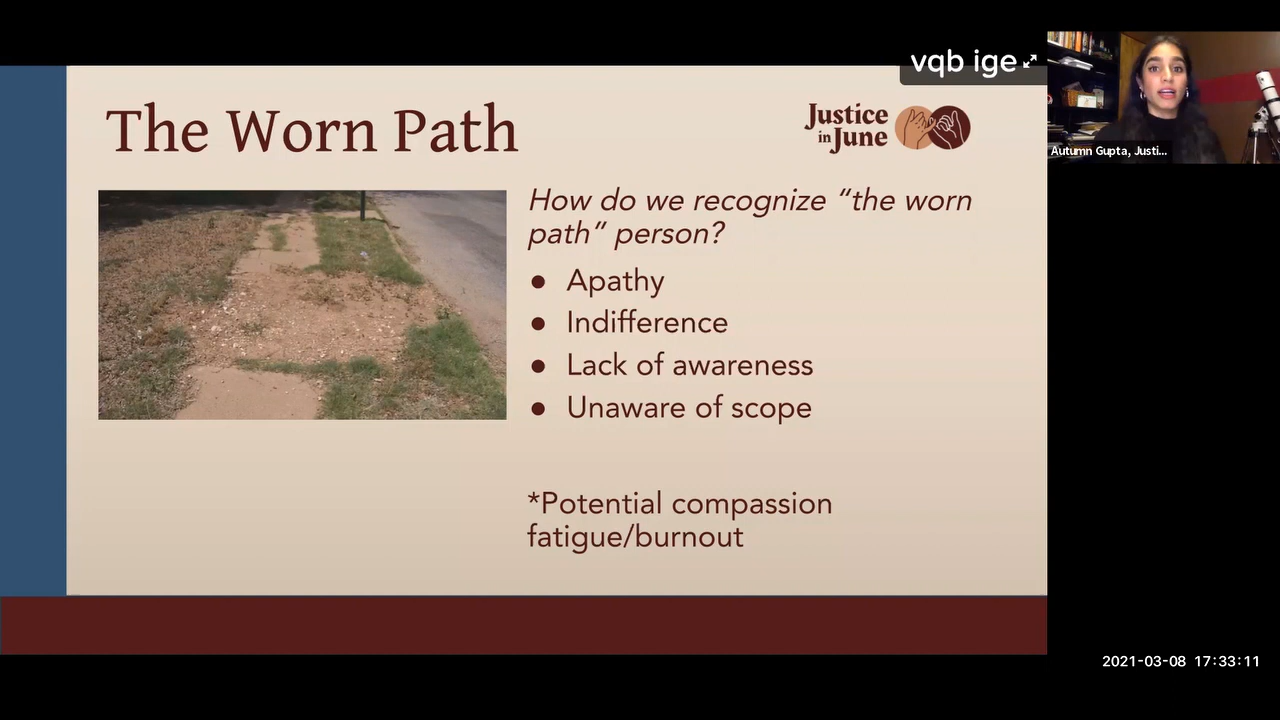 vqb ige
The Worn Path
Justice
in June
How do we recognize “the worn
path” person?
● Apathy
● Indifference
● Lack of awareness
● Unaware of scope
*Potential compassion
fatigue/burnout
Autumn Gupta, Justi...
2021-03-08 17:33:11